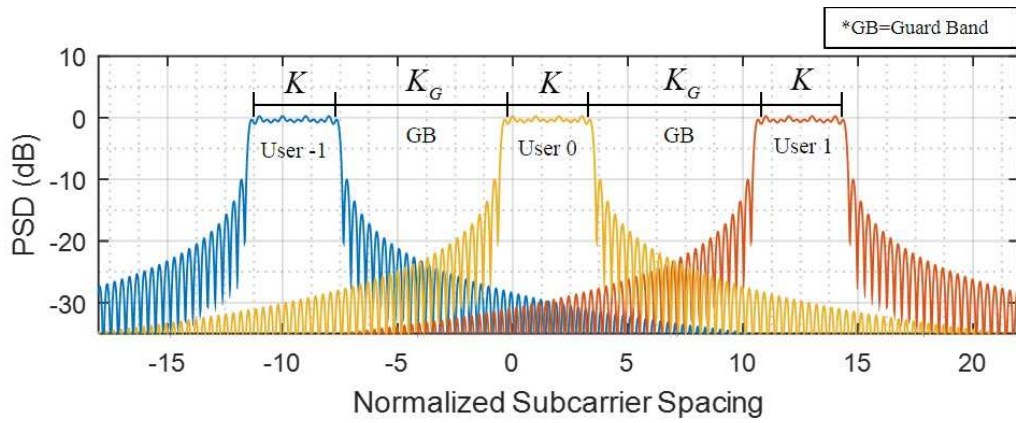 *GB=Guard Band
K K_G K K_G K
GB GB
User -1 User 0 User 1
10
0
-10
-20
-30
PSD (dB)
-15 -10 -5 0 5 10 15 20
Normalized Subcarrier Spacing